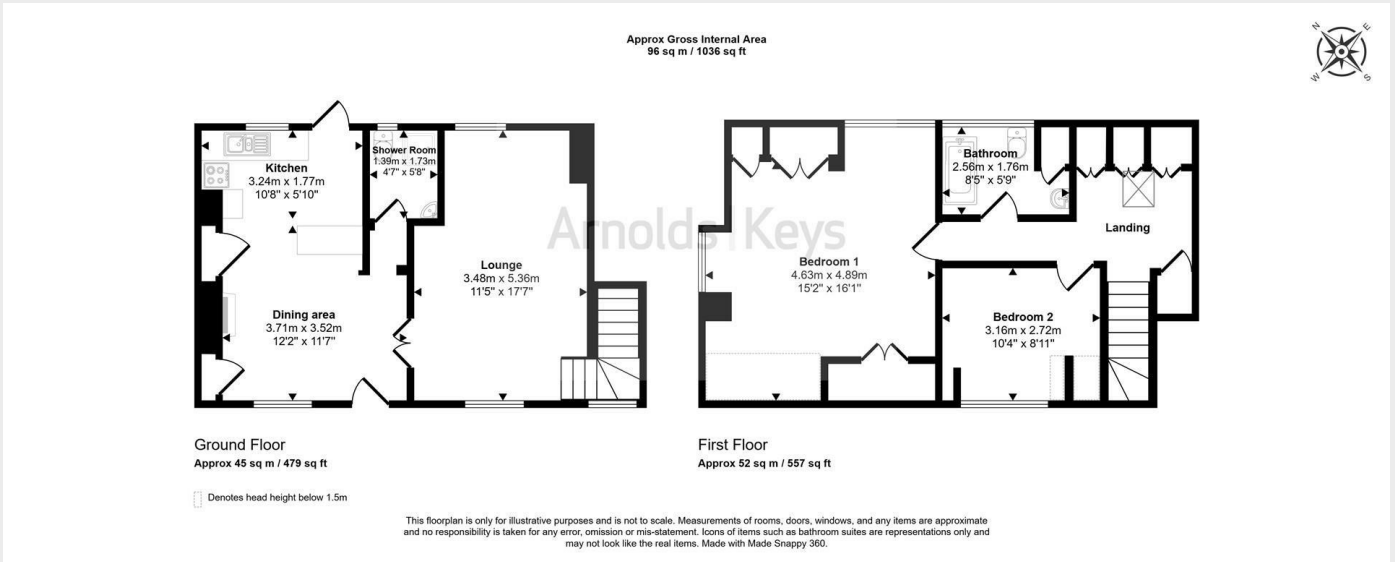 Approx Gross Internal Area
96 sq m / 1036 sq ft
N
E
W
S
Kitchen
3.24m x 1.77m
10'8" x 5'10"
Shower Room
1.39m x 1.73m
4'7" x 5'8"
Lounge
3.48m x 5.36m
11'5" x 17'7"
Dining area
3.71m x 3.52m
12'2" x 11'7"
Bathroom
2.56m x 1.76m
8'5" x 5'9"
Landing
Bedroom 1
4.63m x 4.89m
15'2" x 16'1"
Bedroom 2
3.16m x 2.72m
10'4" x 8'11"
Arnolds | Keys
Ground Floor
Approx 45 sq m / 479 sq ft
First Floor
Approx 52 sq m / 557 sq ft
Denotes head height below 1.5m
This floorplan is only for illustrative purposes and is not to scale. Measurements of rooms, doors, windows, and any items are approximate
and no responsibility is taken for any error, omission or mis-statement. Icons of items such as bathroom suites are representations only and
may not look like the real items. Made with Made Snappy 360.